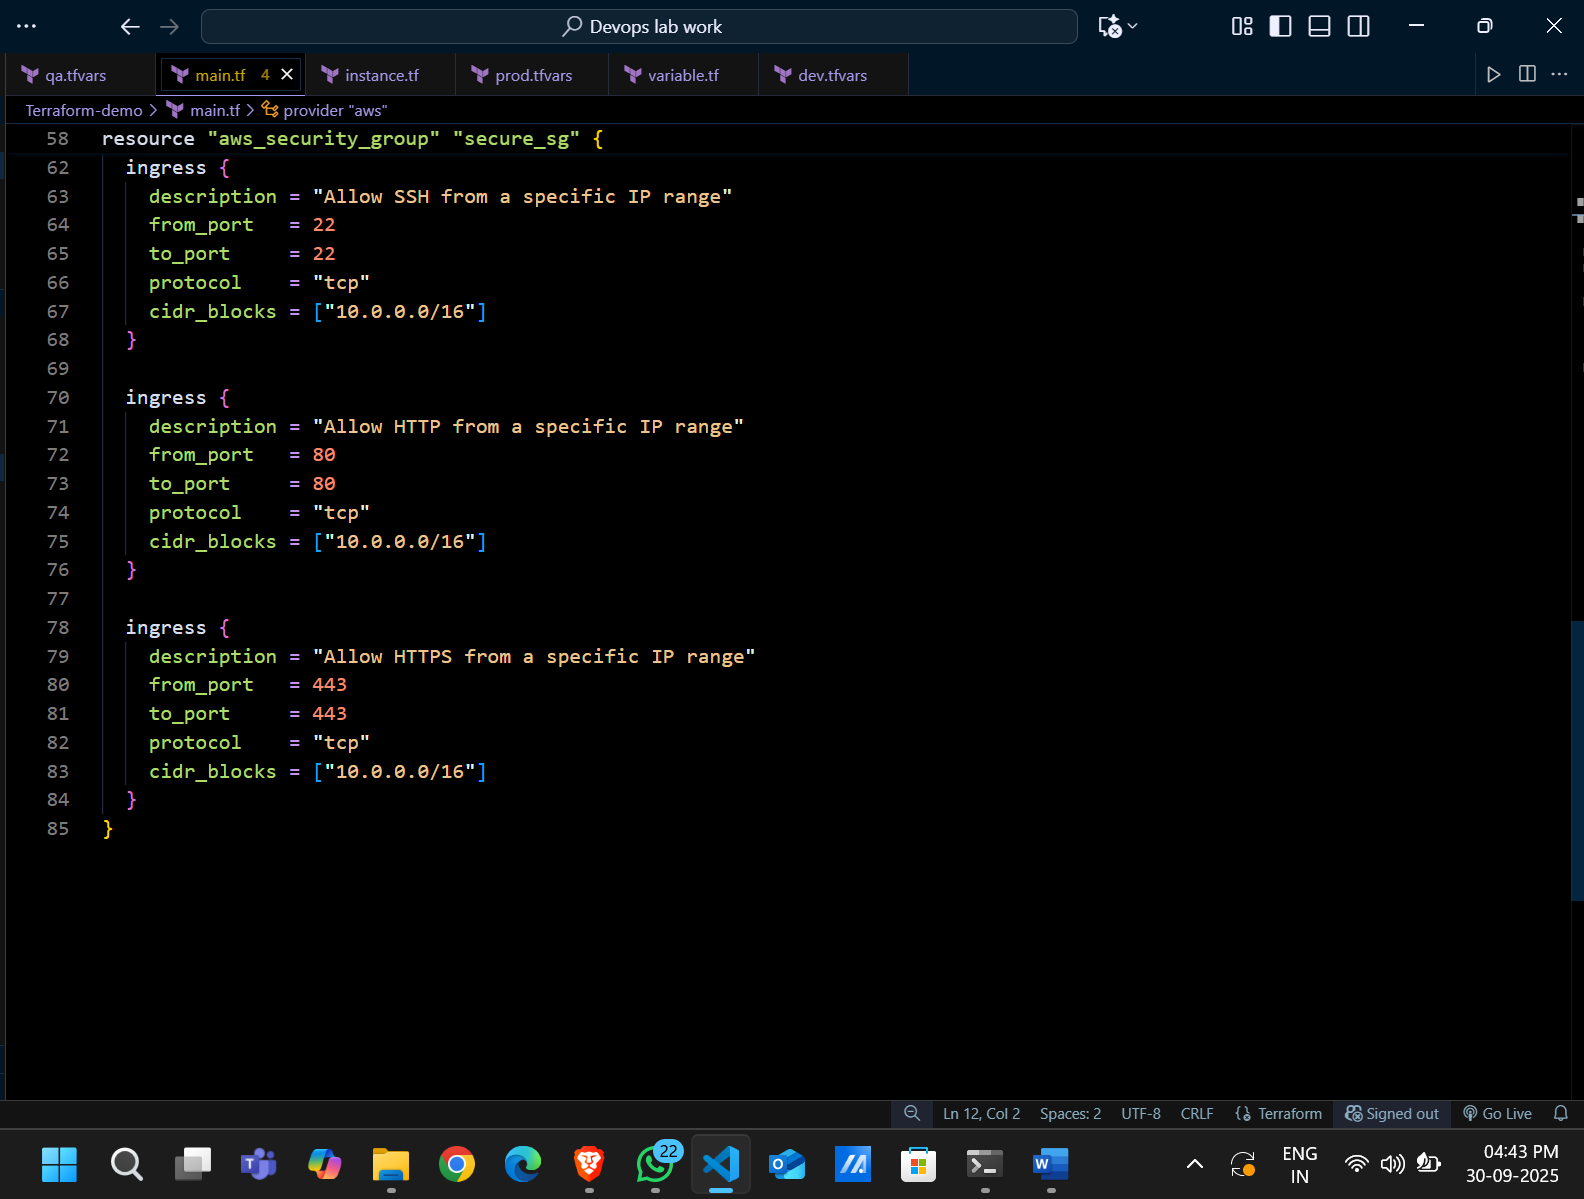 Devops lab work
qa.tfvars
main.tf 4
instance.tf
prod.tfvars
variable.tf
dev.tfvars
Terraform-demo > main.tf > provider "aws"
58 resource "aws_security_group" "secure_sg" {
62 ingress {
63 description = "Allow SSH from a specific IP range"
64 from_port = 22
65 to_port = 22
66 protocol = "tcp"
67 cidr_blocks = ["10.0.0.0/16"]
68 }
69
70 ingress {
71 description = "Allow HTTP from a specific IP range"
72 from_port = 80
73 to_port = 80
74 protocol = "tcp"
75 cidr_blocks = ["10.0.0.0/16"]
76 }
77
78 ingress {
79 description = "Allow HTTPS from a specific IP range"
80 from_port = 443
81 to_port = 443
82 protocol = "tcp"
83 cidr_blocks = ["10.0.0.0/16"]
84 }
85 }
Ln 12, Col 2 Spaces: 2 UTF-8 CRLF Terraform Signed out Go Live
22
ENG
IN
04:43 PM
30-09-2025